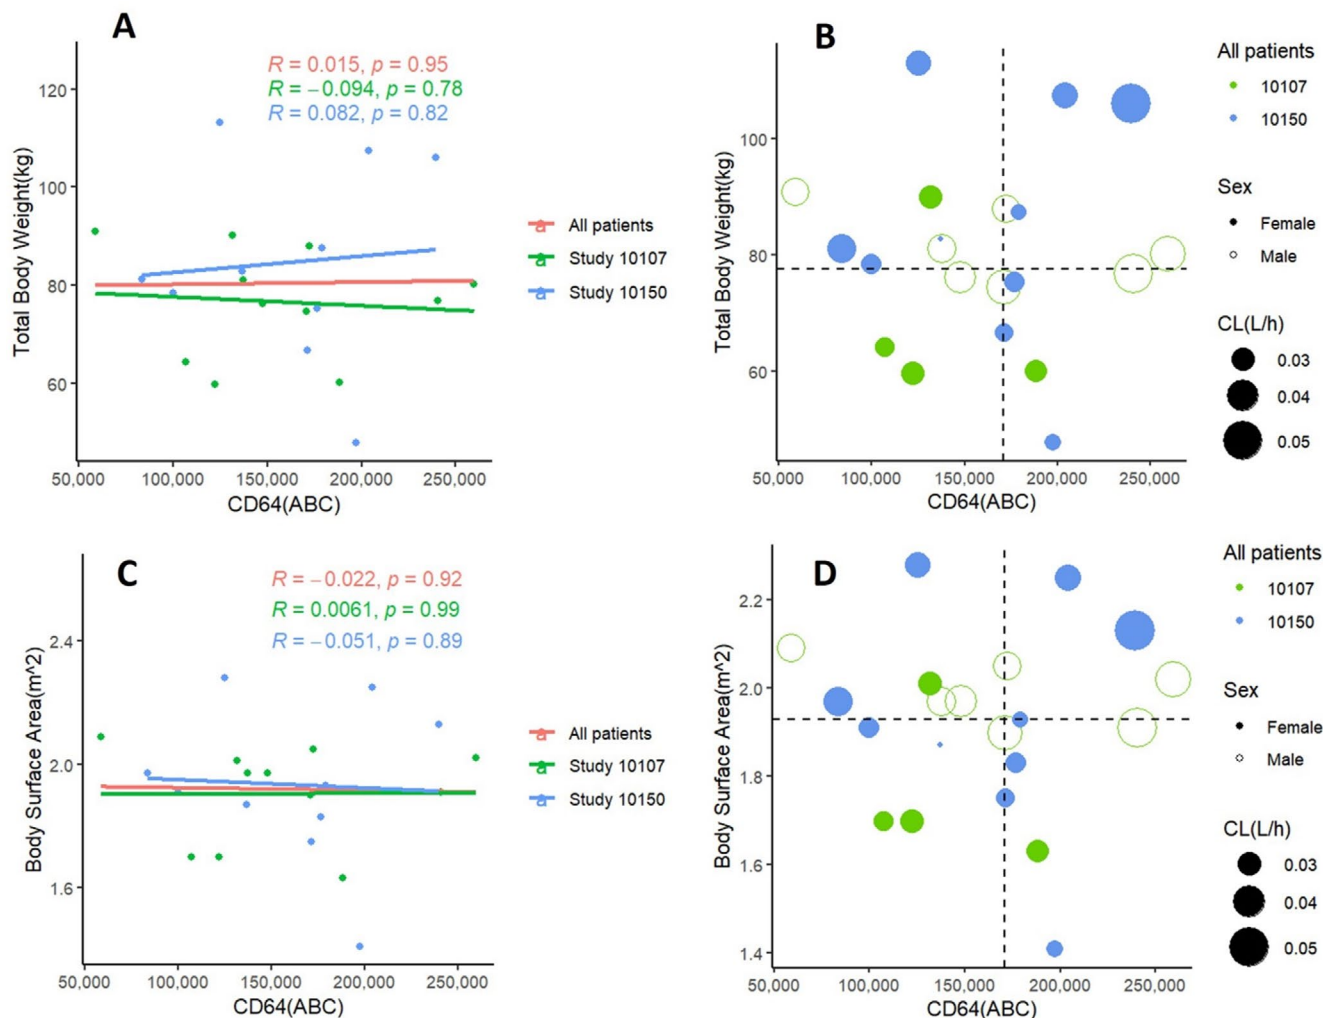 A
R = 0.015, p = 0.95
R = −0.094, p = 0.78
R = 0.082, p = 0.82
Total Body Weight(kg)
120
100
80
60
50,000 100,000 150,000 200,000 250,000
CD64(ABC)
All patients
Study 10107
Study 10150
B
Total Body Weight(kg)
100
80
60
50,000 100,000 150,000 200,000 250,000
CD64(ABC)
All patients
10107
10150
Sex
Female
Male
CL(L/h)
0.03
0.04
0.05
C
R = −0.022, p = 0.92
R = 0.0061, p = 0.99
R = −0.051, p = 0.89
Body Surface Area(m^2)
2.4
2.0
1.6
50,000 100,000 150,000 200,000 250,000
CD64(ABC)
All patients
Study 10107
Study 10150
D
Body Surface Area(m^2)
2.2
2.0
1.8
1.6
1.4
50,000 100,000 150,000 200,000 250,000
CD64(ABC)
All patients
10107
10150
Sex
Female
Male
CL(L/h)
0.03
0.04
0.05